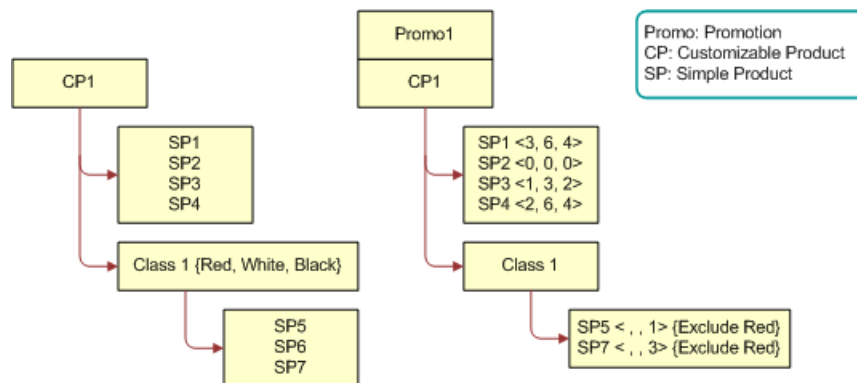 Promo1
CP1
CP1
Promo: Promotion
CP: Customizable Product
SP: Simple Product
SP1
SP2
SP3
SP4
SP1 <3, 6, 4>
SP2 <0, 0, 0>
SP3 <1, 3, 2>
SP4 <2, 6, 4>
Class 1 {Red, White, Black}
Class 1
SP5
SP6
SP7
SP5 < , , 1> {Exclude Red}
SP7 < , , 3> {Exclude Red}